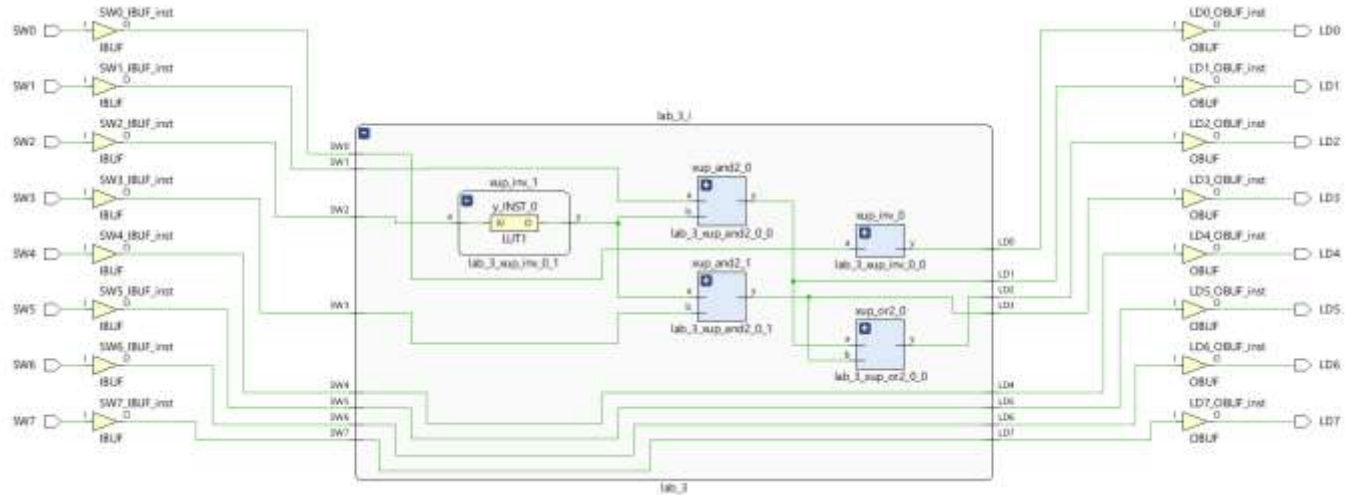 SW0
SW0_IBUF_inst
I
O
IBUF
SW1
SW1_IBUF_inst
I
O
IBUF
SW2
SW2_IBUF_inst
I
O
IBUF
SW3
SW3_IBUF_inst
I
O
IBUF
SW4
SW4_IBUF_inst
I
O
IBUF
SW5
SW5_IBUF_inst
I
O
IBUF
SW6
SW6_IBUF_inst
I
O
IBUF
SW7
SW7_IBUF_inst
I
O
IBUF
lab_3_i
SW0
SW1
SW2
SW3
SW4
SW5
SW6
SW7
xup_inv_1
a
y_INST_0
I0
O
LUT1
y
lab_3_xup_inv_0_1
xup_and2_0
a
b
y
lab_3_xup_and2_0_0
xup_and2_1
a
b
y
lab_3_xup_and2_0_1
xup_inv_0
a
y
lab_3_xup_inv_0_0
xup_or2_0
a
b
y
lab_3_xup_or2_0_0
LD0
LD1
LD2
LD3
LD4
LD5
LD6
LD7
lab_3
LD0_OBUF_inst
I
O
OBUF
LD0
LD1_OBUF_inst
I
O
OBUF
LD1
LD2_OBUF_inst
I
O
OBUF
LD2
LD3_OBUF_inst
I
O
OBUF
LD3
LD4_OBUF_inst
I
O
OBUF
LD4
LD5_OBUF_inst
I
O
OBUF
LD5
LD6_OBUF_inst
I
O
OBUF
LD6
LD7_OBUF_inst
I
O
OBUF
LD7